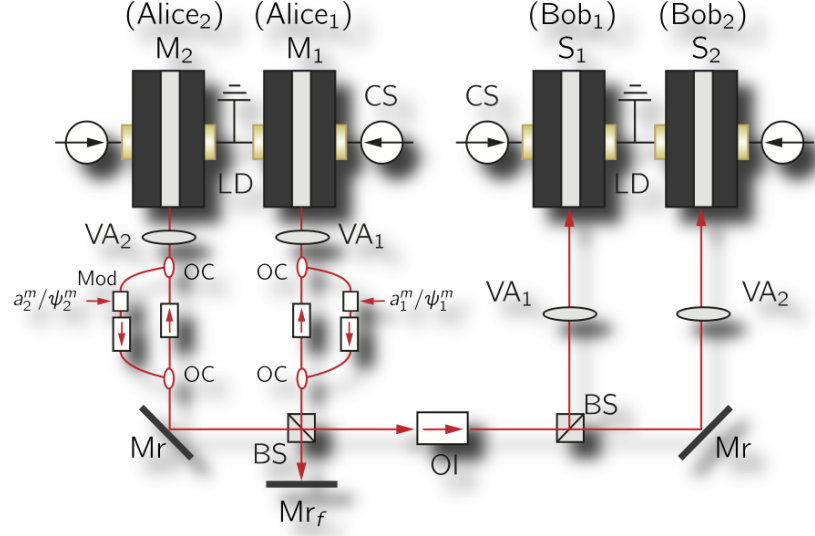 (Alice₂) (Alice₁) (Bob₁) (Bob₂)
M₂ M₁ S₁ S₂
CS CS
LD LD
VA₂ VA₁
OC OC
Mod
a₂ᵐ/ψ₂ᵐ a₁ᵐ/ψ₁ᵐ
VA₁ VA₂
OC OC
BS
Mr BS OI Mr
Mr_f